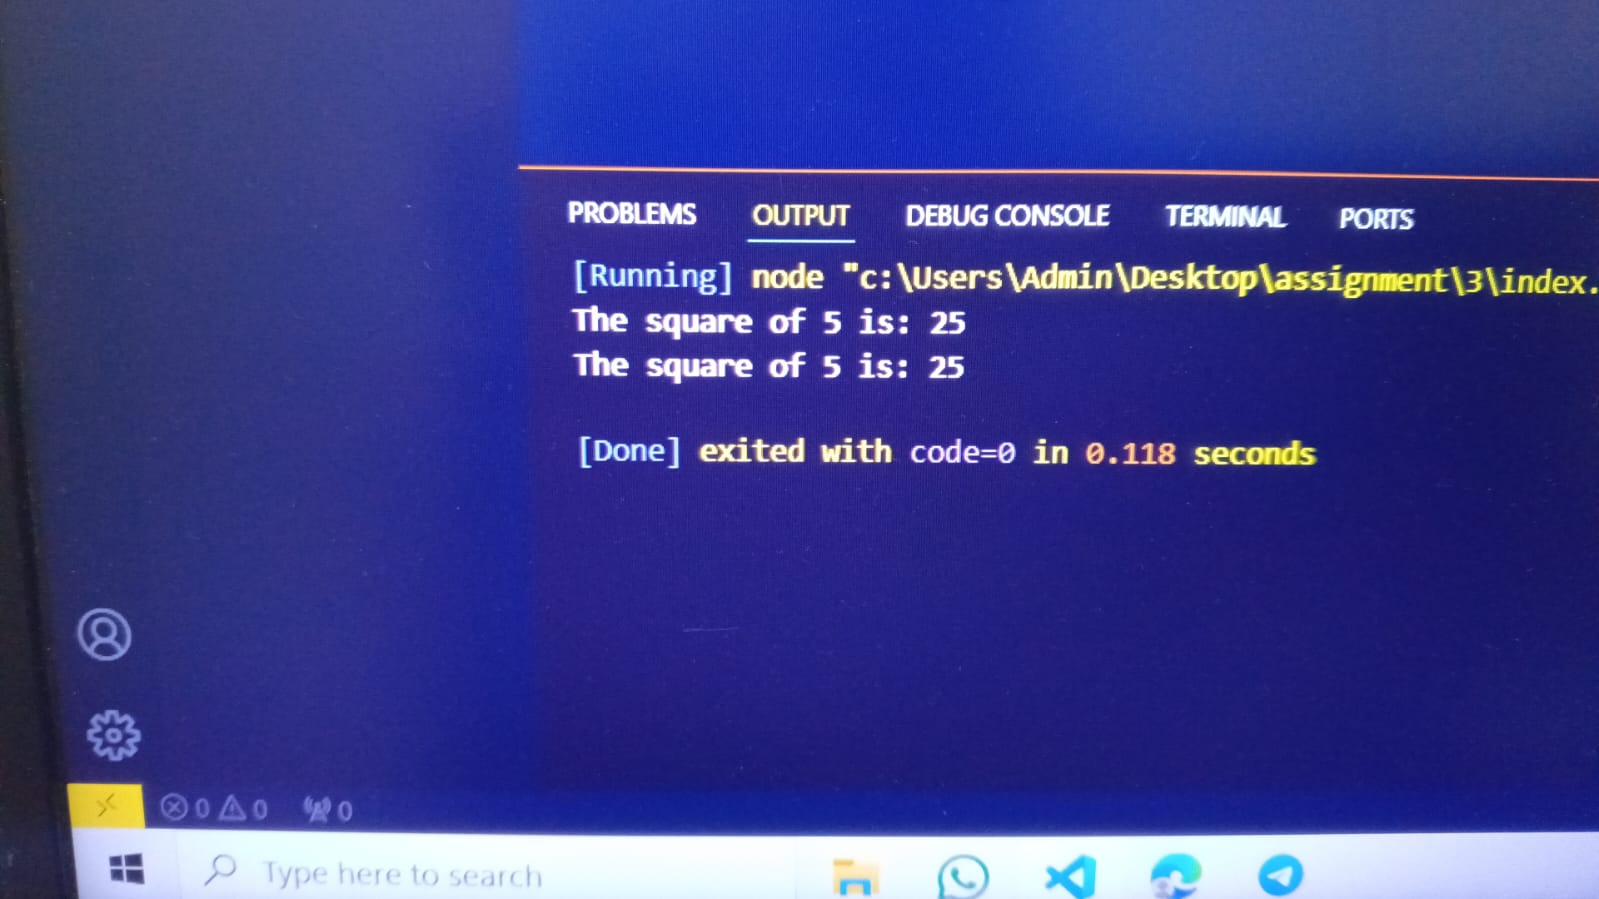 PROBLEMS OUTPUT DEBUG CONSOLE TERMINAL PORTS
[Running] node "c:\Users\Admin\Desktop\assignment\3\index.
The square of 5 is: 25
The square of 5 is: 25
[Done] exited with code=0 in 0.118 seconds
0 0 0
Type here to search